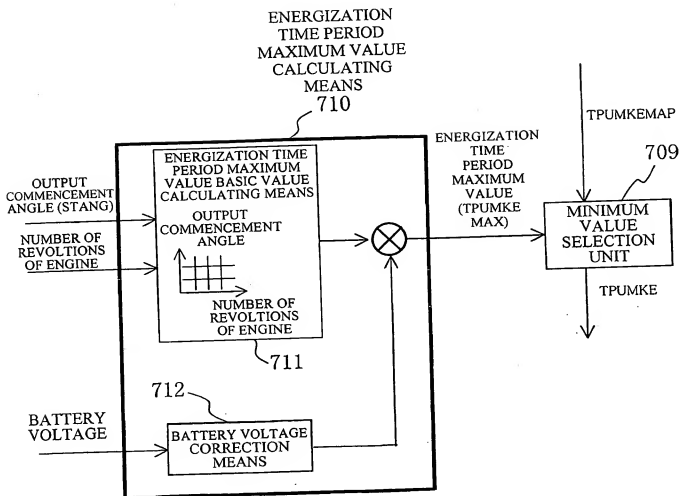 ENERGIZATION
TIME PERIOD
MAXIMUM VALUE
CALCULATING
MEANS
710
ENERGIZATION TIME
PERIOD MAXIMUM
VALUE BASIC VALUE
CALCULATING MEANS
OUTPUT
COMMENCEMENT
ANGLE
NUMBER OF
REVOLTIONS
OF ENGINE
711
OUTPUT
COMMENCEMENT
ANGLE (STANG)
NUMBER OF
REVOLTIONS
OF ENGINE
712
BATTERY
VOLTAGE
BATTERY VOLTAGE
CORRECTION
MEANS
ENERGIZATION
TIME
PERIOD
MAXIMUM
VALUE
(TPUMKE
MAX)
TPUMKEMAP
709
MINIMUM
VALUE
SELECTION
UNIT
TPUMKE